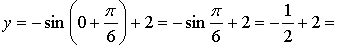 y = −sin(0 + π/6) + 2 = −sin π/6 + 2 = −1/2 + 2 =